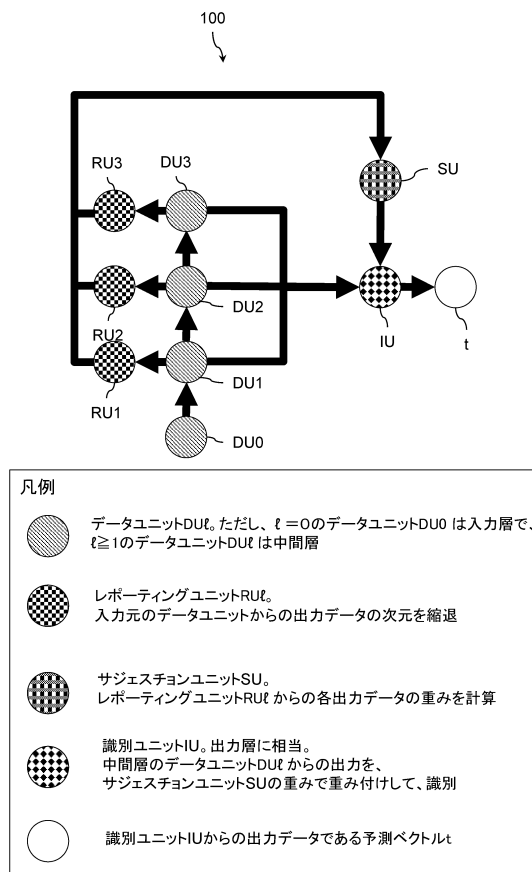 100
RU3
DU3
SU
RU2
DU2
IU
t
RU1
DU1
DU0
凡例
データユニットDUℓ。ただし、ℓ=0のデータユニットDU0 は入力層で、
ℓ≧1のデータユニットDUℓ は中間層
レポーティングユニットRUℓ。
入力元のデータユニットからの出力データの次元を縮退
サジェスチョンユニットSU。
レポーティングユニットRUℓ からの各出力データの重みを計算
識別ユニットIU。出力層に相当。
中間層のデータユニットDUℓ からの出力を、
サジェスチョンユニットSUの重みで重み付けして、識別
識別ユニットIUからの出力データである予測ベクトルt